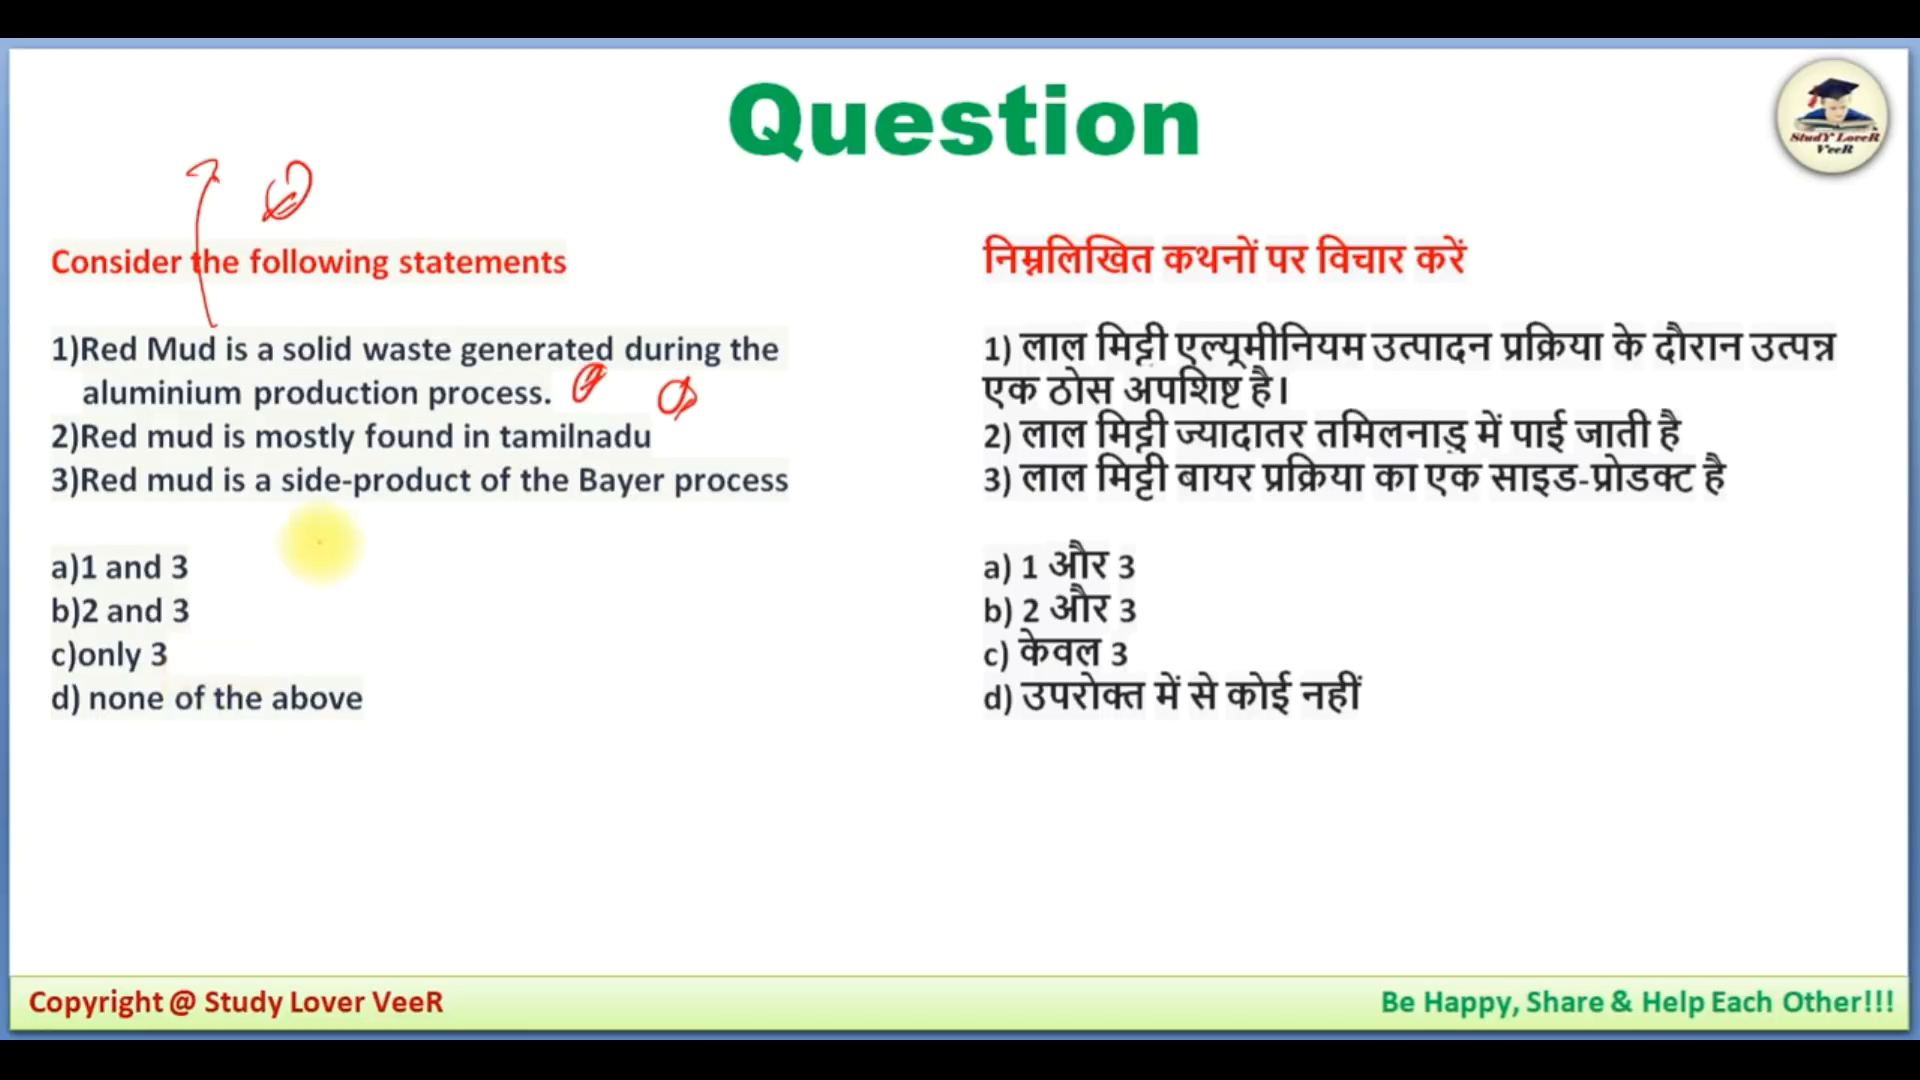 Question
StudY LoveR
VeeR
Consider the following statements
1)Red Mud is a solid waste generated during the
aluminium production process.
2)Red mud is mostly found in tamilnadu
3)Red mud is a side-product of the Bayer process
a)1 and 3
b)2 and 3
c)only 3
d) none of the above
निम्नलिखित कथनों पर विचार करें
1) लाल मिट्टी एल्यूमीनियम उत्पादन प्रक्रिया के दौरान उत्पन्न
एक ठोस अपशिष्ट है।
2) लाल मिट्टी ज्यादातर तमिलनाडु में पाई जाती है
3) लाल मिट्टी बायर प्रक्रिया का एक साइड-प्रोडक्ट है
a) 1 और 3
b) 2 और 3
c) केवल 3
d) उपरोक्त में से कोई नहीं
Copyright @ Study Lover VeeR
Be Happy, Share & Help Each Other!!!